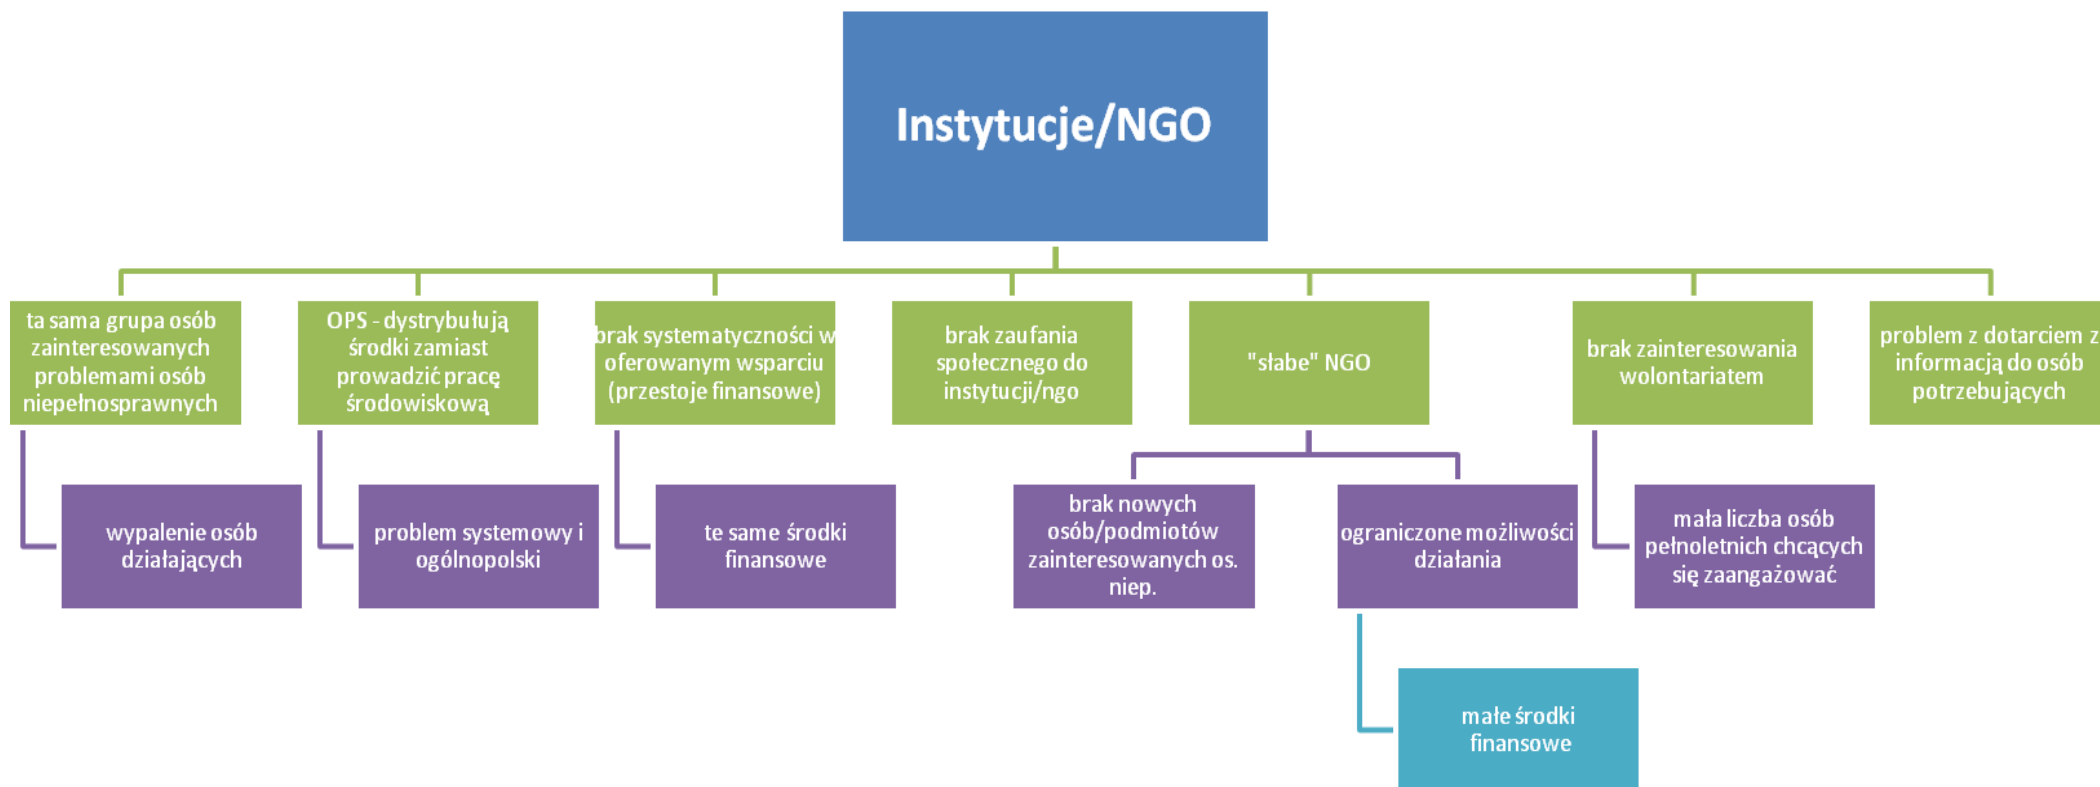 Instytucje/NGO
ta sama grupa osób
zainteresowanych
problemami osób
niepełnosprawnych
OPS - dystrybułują
środki zamiast
prowadzić pracę
środowiskową
brak systematyczności w
oferowanym wsparciu
(przestoje finansowe)
brak zaufania
społecznego do
instytucji/ngo
"słabe" NGO
brak zainteresowania
wolontariatem
problem z dotarciem z
informacją do osób
potrzebujących
wypalenie osób
działających
problem systemowy i
ogólnopolski
te same środki
finansowe
brak nowych
osób/podmiotów
zainteresowanych os.
niep.
ograniczone możliwości
działania
mała liczba osób
pełnoletnich chcących
się zaangażować
małe środki
finansowe